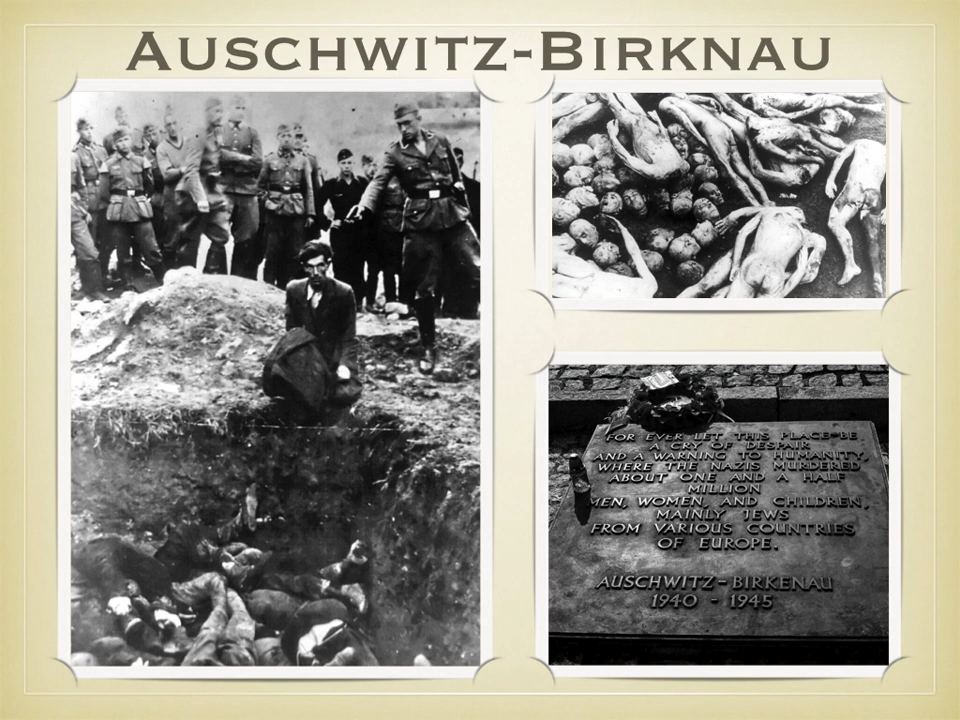 AUSCHWITZ-BIRKNAU
FOR EVER LET THIS PLACE BE
A CRY OF DESPAIR
AND A WARNING TO HUMANITY,
WHERE THE NAZIS MURDERED
ABOUT ONE AND A HALF
MILLION
MEN, WOMEN, AND CHILDREN,
MAINLY JEWS
FROM VARIOUS COUNTRIES
OF EUROPE.
AUSCHWITZ - BIRKENAU
1940 - 1945